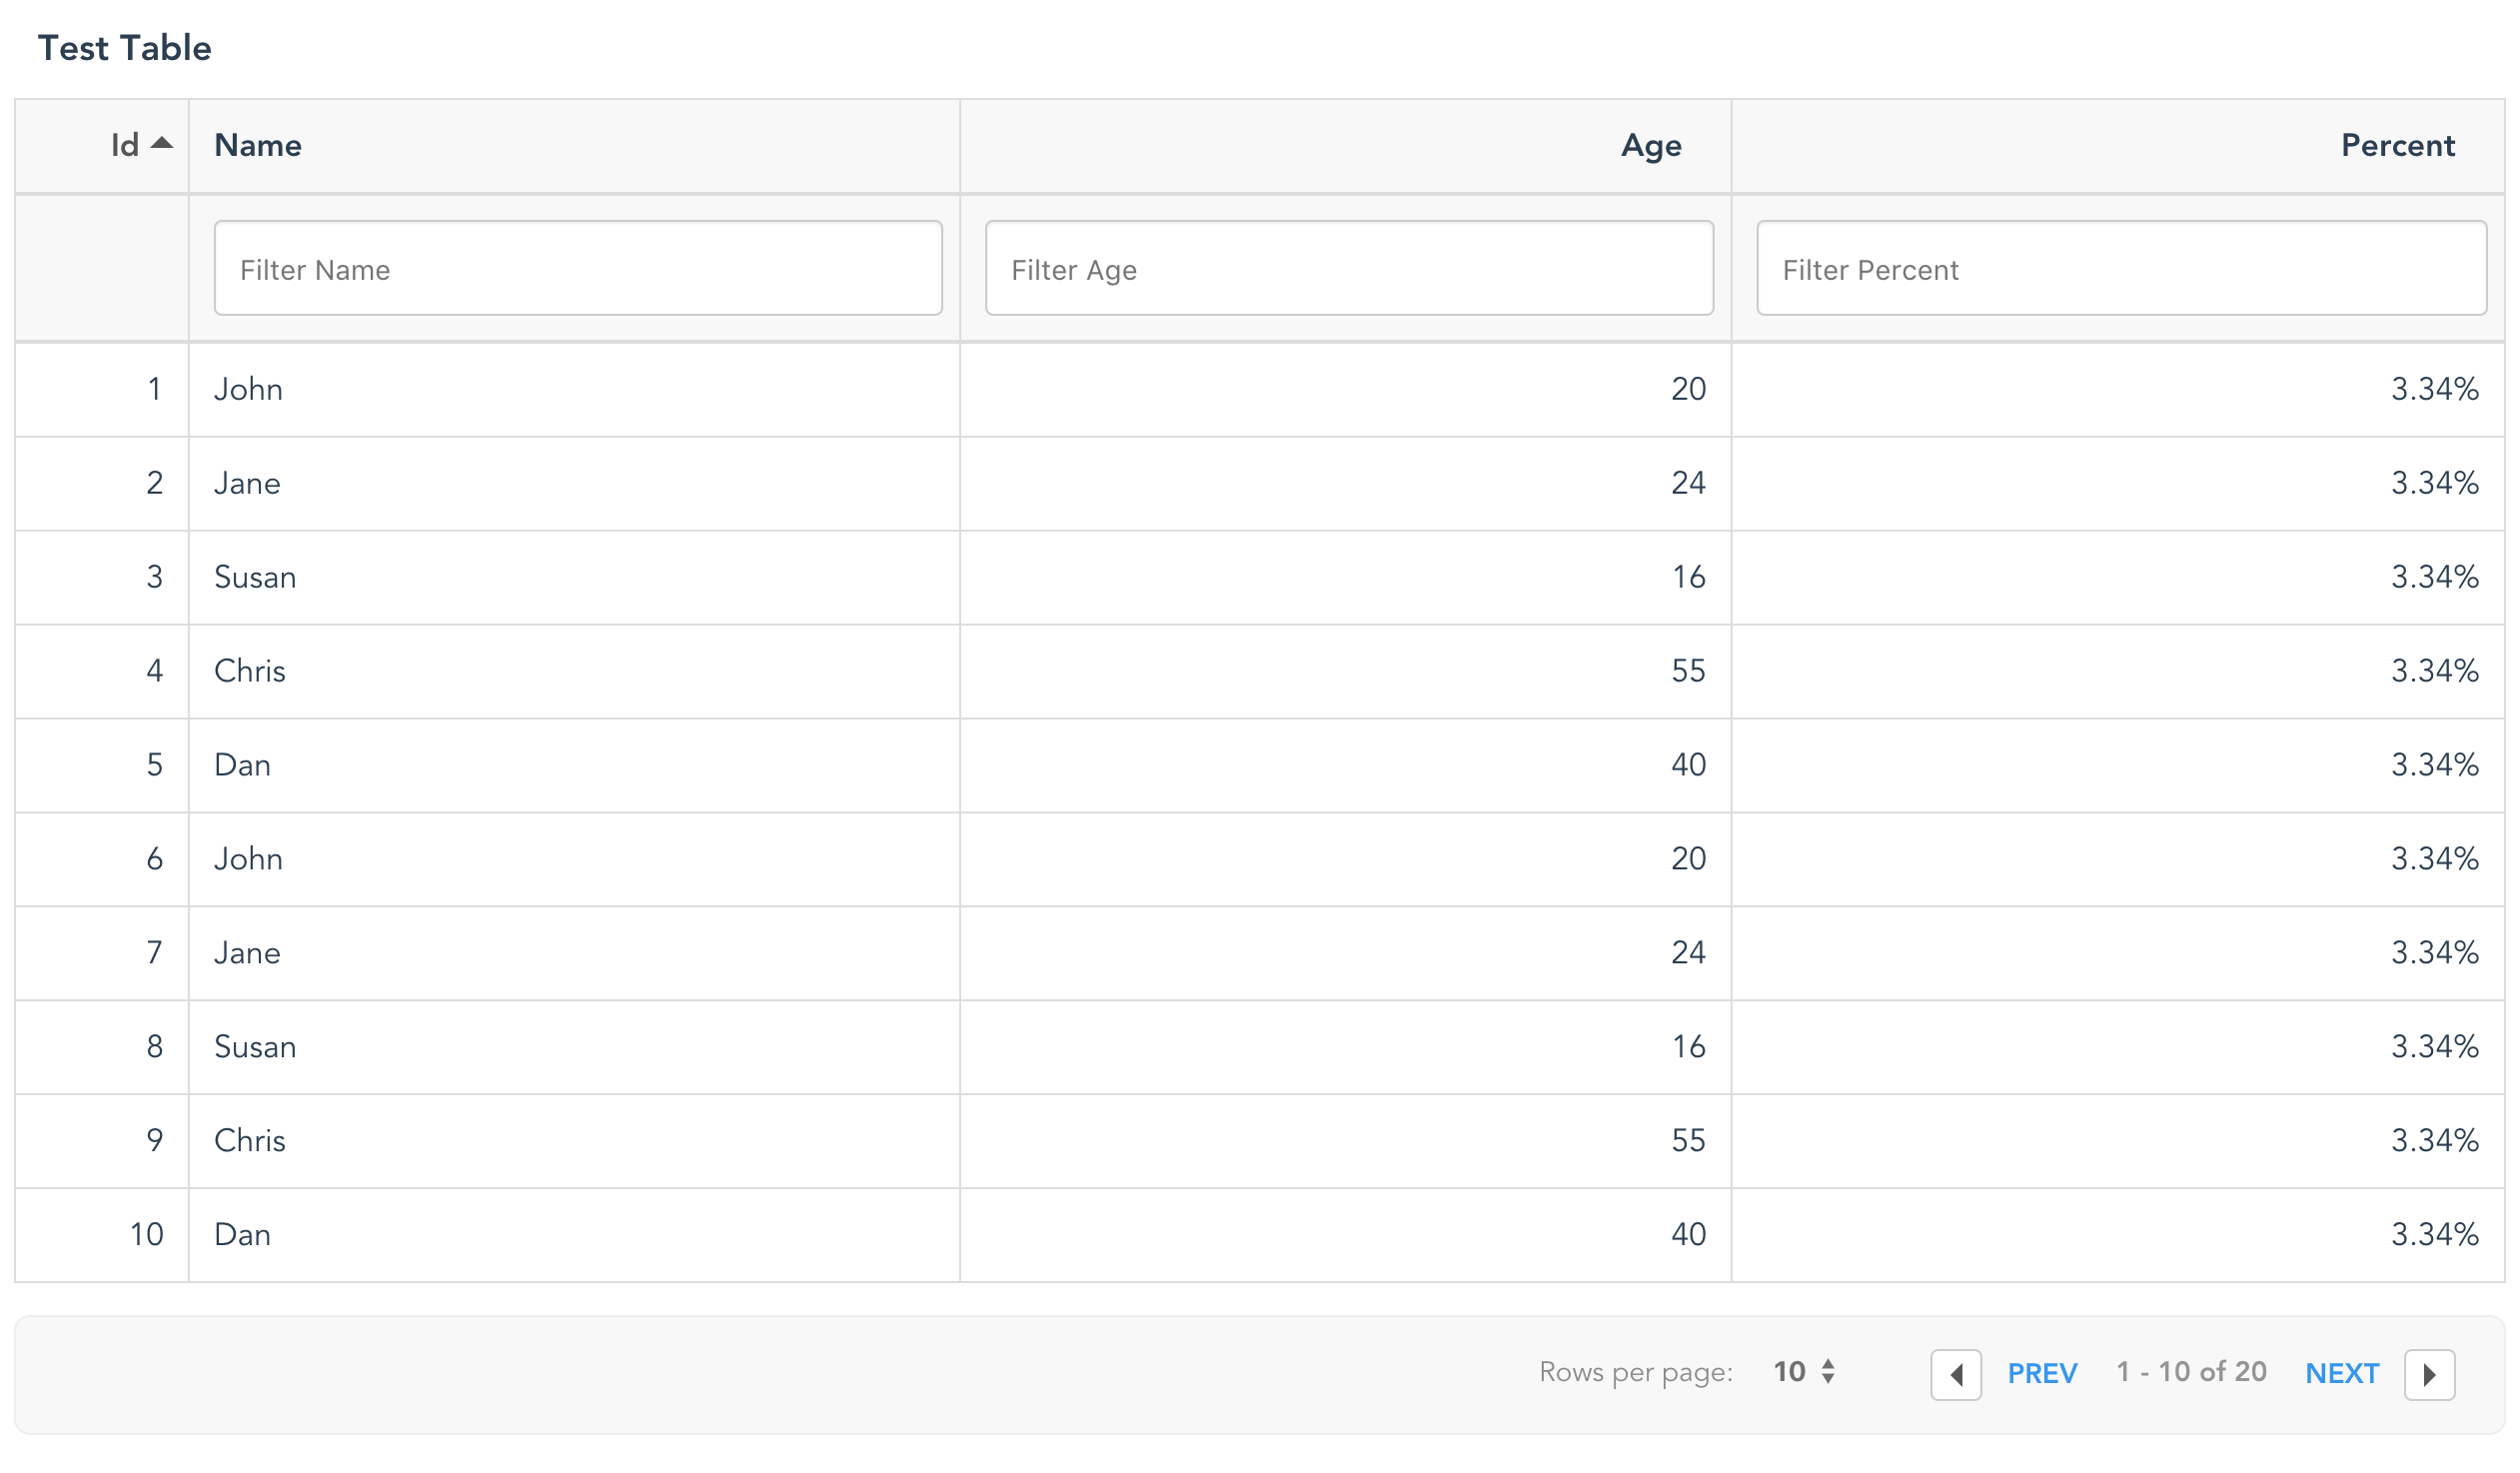 Test Table
Id Name Age Percent
Filter Name Filter Age Filter Percent
1 John 20 3.34%
2 Jane 24 3.34%
3 Susan 16 3.34%
4 Chris 55 3.34%
5 Dan 40 3.34%
6 John 20 3.34%
7 Jane 24 3.34%
8 Susan 16 3.34%
9 Chris 55 3.34%
10 Dan 40 3.34%
Rows per page: 10 PREV 1 - 10 of 20 NEXT